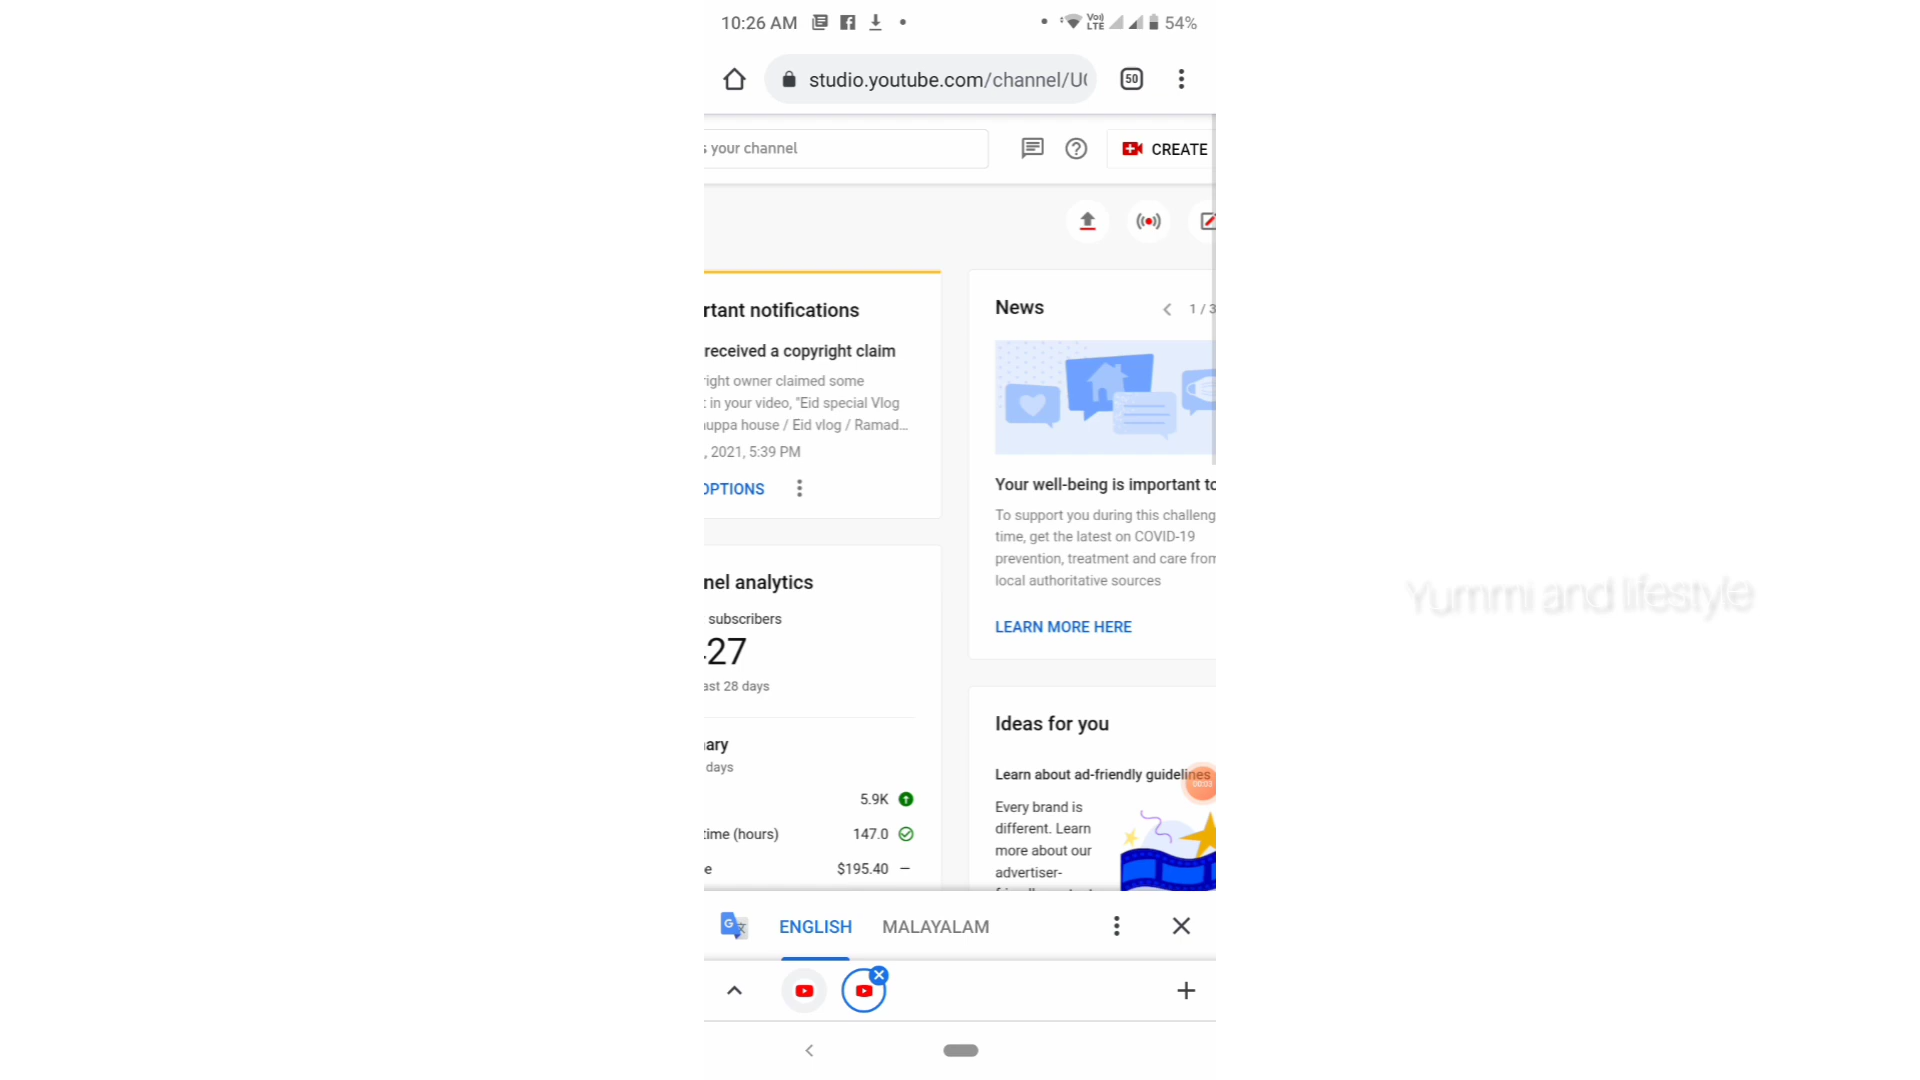 10:26 AM
Vo) LTE 54%
studio.youtube.com/channel/U
50
your channel
CREATE
rtant notifications
received a copyright claim
right owner claimed some
in your video, "Eid special Vlog
uppa house / Eid vlog / Ramad...
, 2021, 5:39 PM
OPTIONS
News
1 / 3
Your well-being is important to
To support you during this challeng
time, get the latest on COVID-19
prevention, treatment and care from
local authoritative sources
LEARN MORE HERE
nel analytics
subscribers
427
ast 28 days
ary
days
5.9K
time (hours) 147.0
e $195.40 —
Ideas for you
Learn about ad-friendly guidelines
Every brand is
different. Learn
more about our
advertiser-
ENGLISH MALAYALAM
Yummi and lifestyle